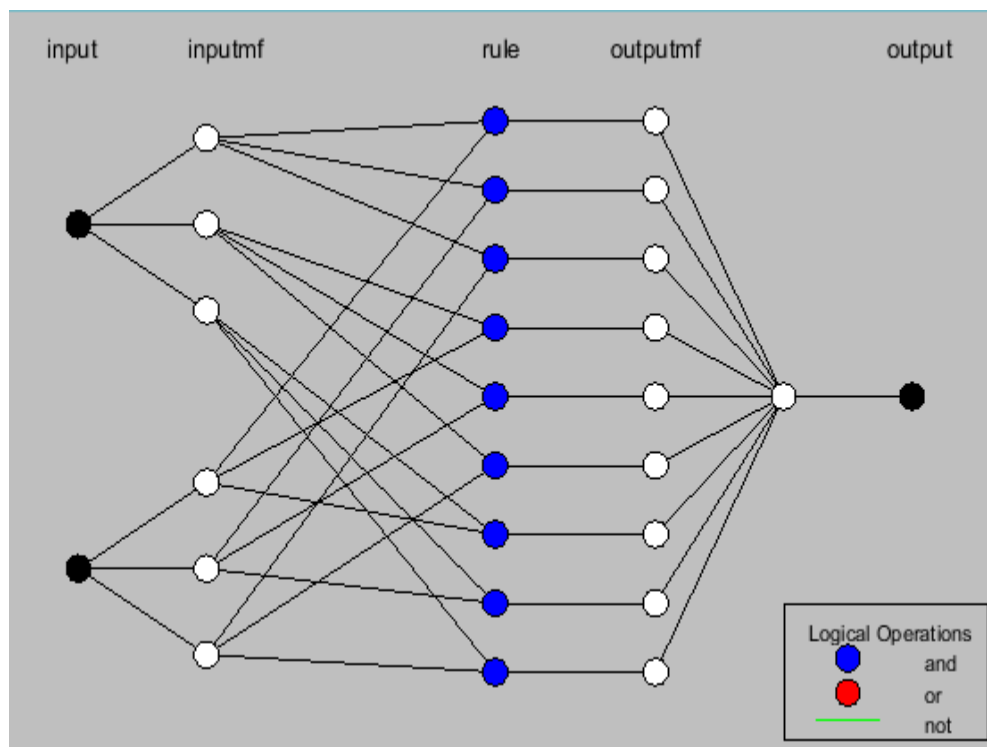 input inputmf rule outputmf output
Logical Operations
and
or
not